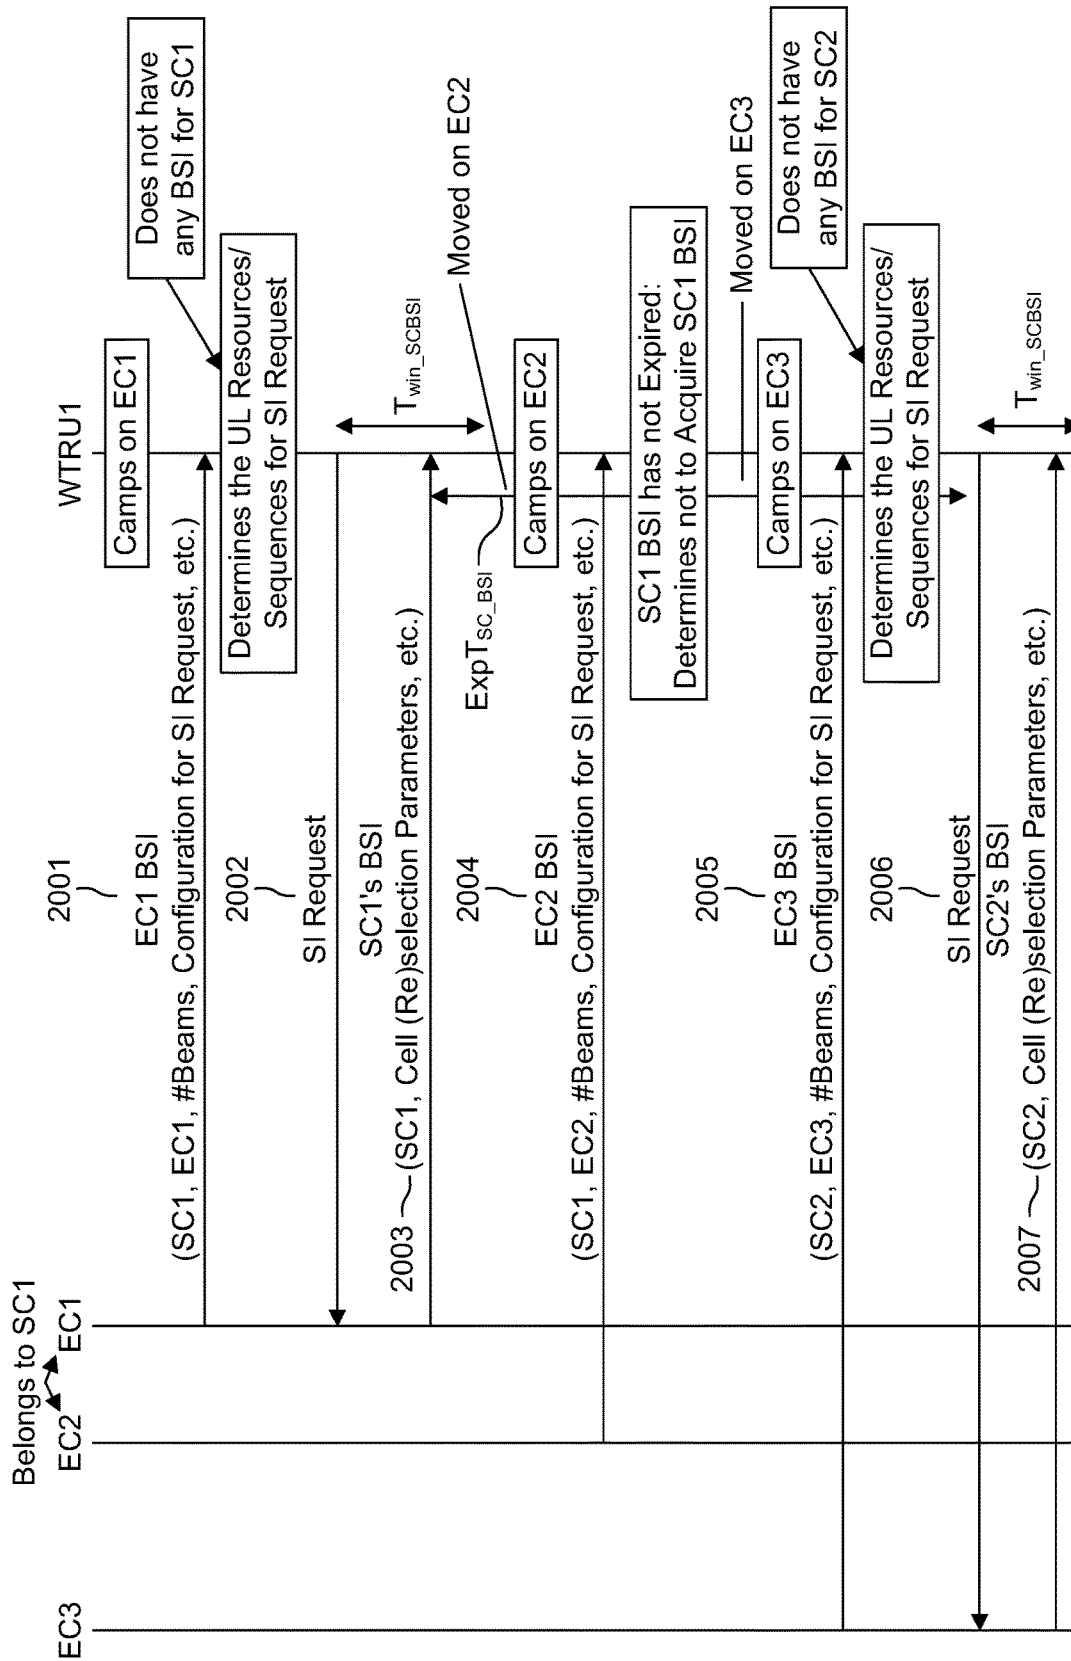 Belongs to SC1
EC3
EC2
EC1
WTRU1
Camps on EC1
2001
EC1 BSI
(SC1, EC1, #Beams, Configuration for SI Request, etc.)
Does not have
any BSI for SC1
Determines the UL Resources/
Sequences for SI Request
2002
SI Request
Twin_SCBSI
SC1's BSI
2003 (SC1, Cell (Re)selection Parameters, etc.)
ExpTSC_BSI
Moved on EC2
Camps on EC2
2004
EC2 BSI
(SC1, EC2, #Beams, Configuration for SI Request, etc.)
SC1 BSI has not Expired:
Determines not to Acquire SC1 BSI
Moved on EC3
Camps on EC3
2005
EC3 BSI
(SC2, EC3, #Beams, Configuration for SI Request, etc.)
Does not have
any BSI for SC2
Determines the UL Resources/
Sequences for SI Request
2006
SI Request
Twin_SCBSI
SC2's BSI
2007 (SC2, Cell (Re)selection Parameters, etc.)